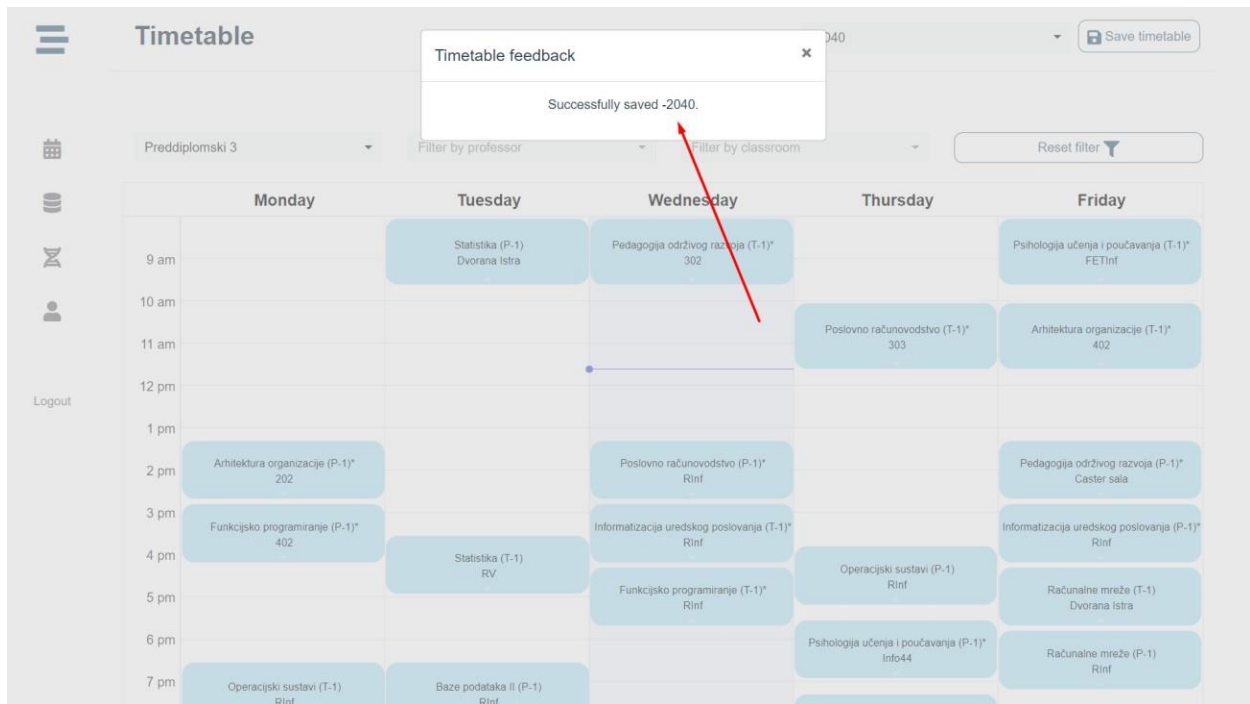 Timetable
040
Save timetable
Timetable feedback
×
Successfully saved -2040.
Preddiplomski 3
Filter by professor
Filter by classroom
Reset filter
Monday
Tuesday
Wednesday
Thursday
Friday
Logout
9 am
10 am
11 am
12 pm
1 pm
2 pm
3 pm
4 pm
5 pm
6 pm
7 pm
Arhitektura organizacije (P-1)*
202
Funkcijsko programiranje (P-1)*
402
Operacijski sustavi (T-1)
RInf
Statistika (P-1)
Dvorana Istra
Statistika (T-1)
RV
Baze podataka II (P-1)
RInf
Pedagogija održivog razvoja (T-1)*
302
Poslovno računovodstvo (P-1)*
RInf
Informatizacija uredskog poslovanja (T-1)*
RInf
Funkcijsko programiranje (T-1)*
RInf
Poslovno računovodstvo (T-1)*
303
Operacijski sustavi (P-1)
RInf
Psihologija učenja i poučavanja (P-1)*
Info44
Psihologija učenja i poučavanja (T-1)*
FETInf
Arhitektura organizacije (T-1)*
402
Pedagogija održivog razvoja (P-1)*
Caster sala
Informatizacija uredskog poslovanja (P-1)*
RInf
Računalne mreže (T-1)
Dvorana Istra
Računalne mreže (P-1)
RInf